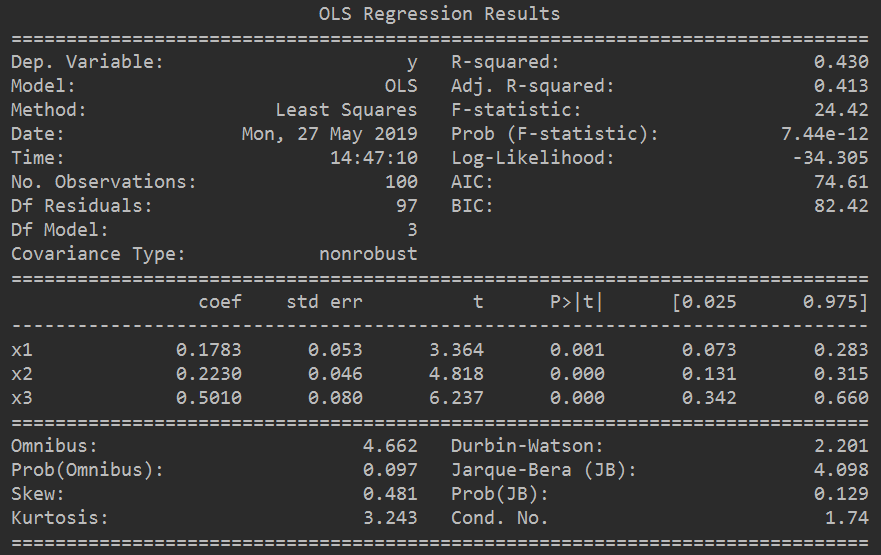 OLS Regression Results
==============================================================================
Dep. Variable:                      y   R-squared:                       0.430
Model:                            OLS   Adj. R-squared:                  0.413
Method:                 Least Squares   F-statistic:                     24.42
Date:                Mon, 27 May 2019   Prob (F-statistic):           7.44e-12
Time:                        14:47:10   Log-Likelihood:                -34.305
No. Observations:                 100   AIC:                             74.61
Df Residuals:                      97   BIC:                             82.42
Df Model:                           3
Covariance Type:            nonrobust
==============================================================================
                 coef    std err          t      P>|t|      [0.025      0.975]
------------------------------------------------------------------------------
x1             0.1783      0.053      3.364      0.001       0.073       0.283
x2             0.2230      0.046      4.818      0.000       0.131       0.315
x3             0.5010      0.080      6.237      0.000       0.342       0.660
==============================================================================
Omnibus:                        4.662   Durbin-Watson:                   2.201
Prob(Omnibus):                  0.097   Jarque-Bera (JB):                4.098
Skew:                           0.481   Prob(JB):                        0.129
Kurtosis:                       3.243   Cond. No.                         1.74
==============================================================================